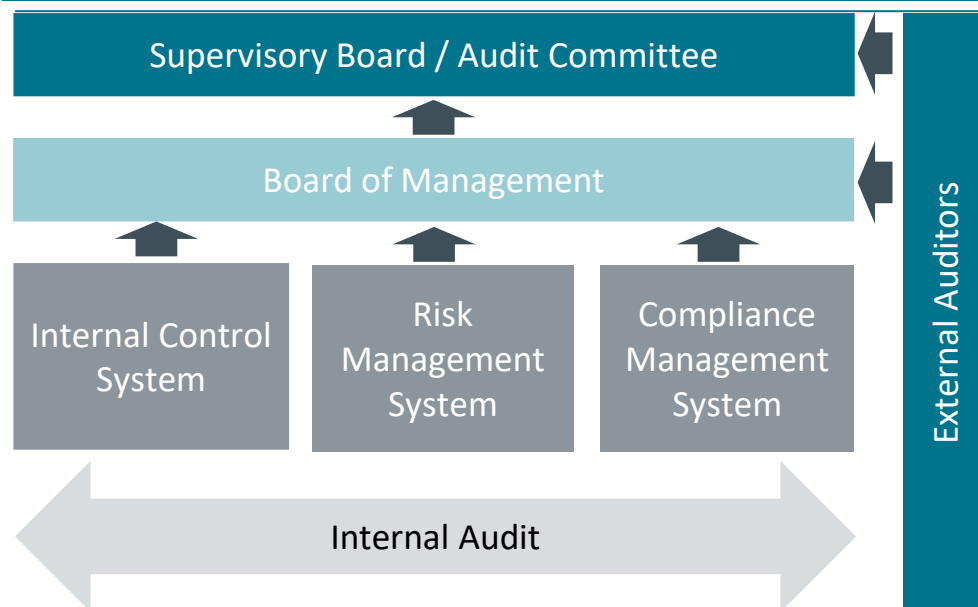 Supervisory Board / Audit Committee
Board of Management
Internal Control
System
Risk
Management
System
Compliance
Management
System
Internal Audit
External Auditors